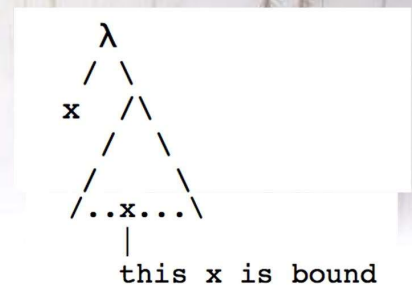 λ
/ \
x /\
/ \
/ \
/..x...\
|
this x is bound